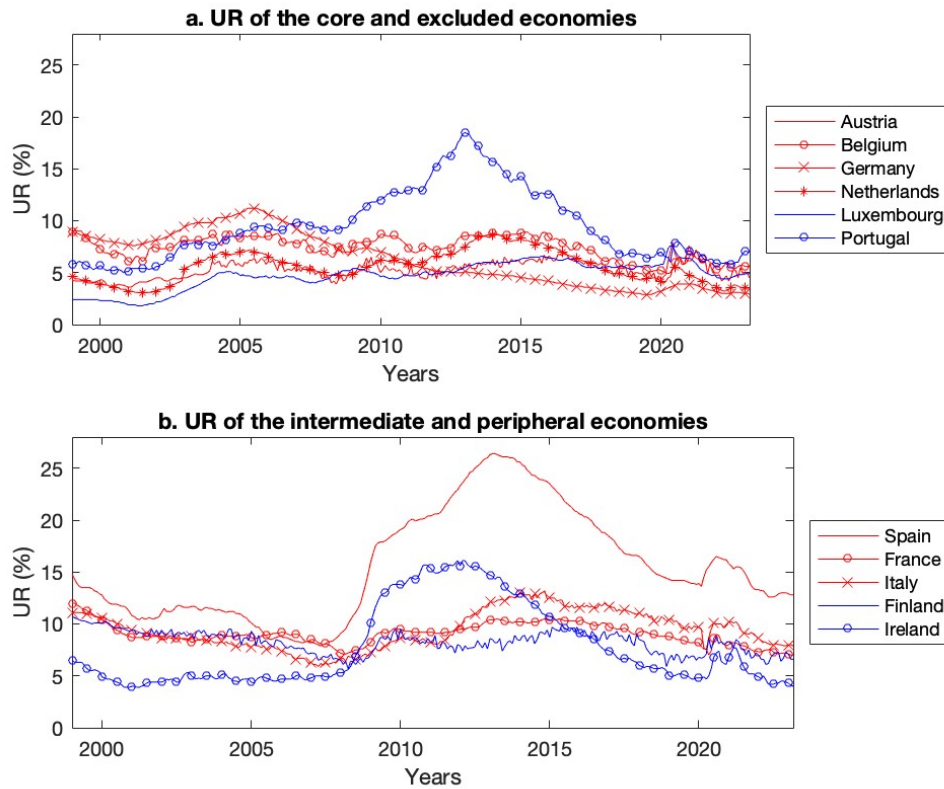 a. UR of the core and excluded economies
25
20
15
10
5
0
UR (%)
2000 2005 2010 2015 2020
Years
Austria
Belgium
Germany
Netherlands
Luxembourg
Portugal
b. UR of the intermediate and peripheral economies
25
20
15
10
5
0
UR (%)
2000 2005 2010 2015 2020
Years
Spain
France
Italy
Finland
Ireland